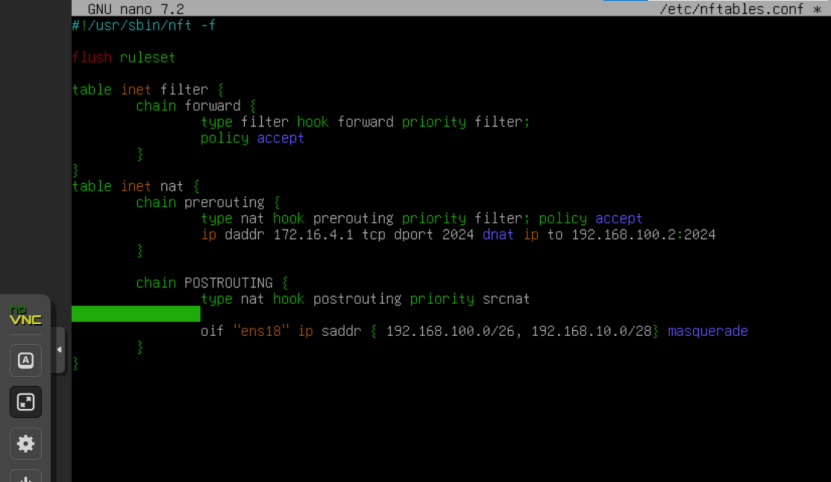 GNU nano 7.2 /etc/nftables.conf *
#!/usr/sbin/nft -f
flush ruleset
table inet filter {
chain forward {
type filter hook forward priority filter;
policy accept
}
}
table inet nat {
chain prerouting {
type nat hook prerouting priority filter; policy accept
ip daddr 172.16.4.1 tcp dport 2024 dnat ip to 192.168.100.2:2024
}
chain POSTROUTING {
type nat hook postrouting priority srcnat
oif "ens18" ip saddr { 192.168.100.0/26, 192.168.10.0/28} masquerade
}
}
no
VNC
A